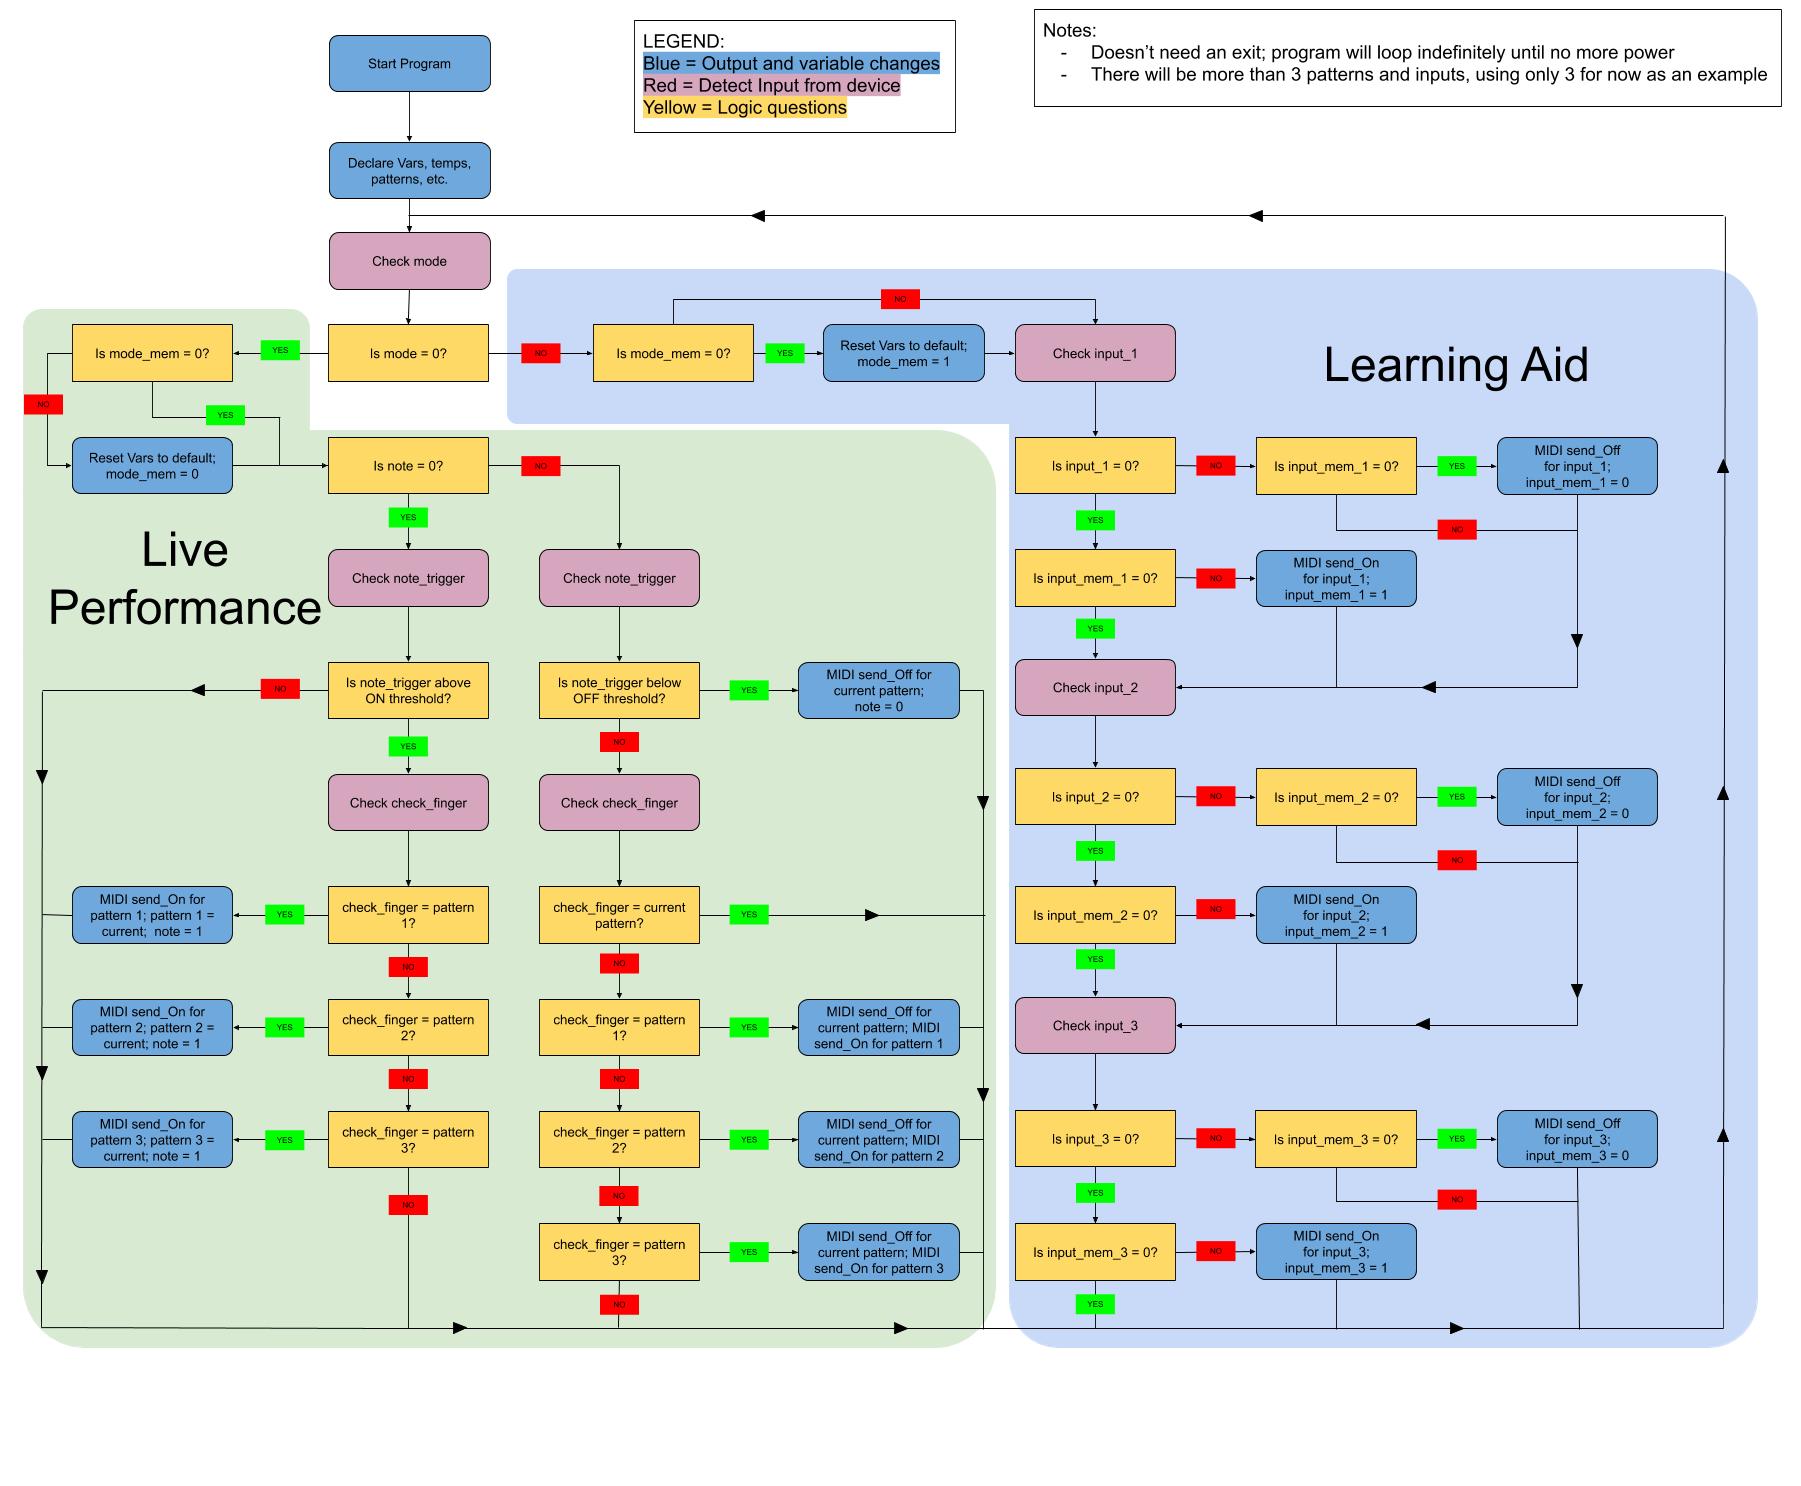 Start Program
LEGEND:
Blue = Output and variable changes
Red = Detect Input from device
Yellow = Logic questions
Notes:
- Doesn't need an exit; program will loop indefinitely until no more power
- There will be more than 3 patterns and inputs, using only 3 for now as an example
Declare Vars, temps,
patterns, etc.
Check mode
Is mode_mem = 0?
YES
Is mode = 0?
NO
Is mode_mem = 0?
NO
YES
Reset Vars to default;
mode_mem = 1
Check input_1
Learning Aid
NO
YES
Reset Vars to default;
mode_mem = 0
Live
Performance
Is note = 0?
NO
YES
Check note_trigger
Check note_trigger
NO
Is note_trigger above
ON threshold?
YES
Is note_trigger below
OFF threshold?
YES
MIDI send_Off for
current pattern;
note = 0
NO
Check check_finger
Check check_finger
MIDI send_On for
pattern 1; pattern 1 =
current;  note = 1
YES
check_finger = pattern
1?
NO
check_finger = current
pattern?
YES
NO
MIDI send_On for
pattern 2; pattern 2 =
current; note = 1
YES
check_finger = pattern
2?
NO
check_finger = pattern
1?
YES
MIDI send_Off for
current pattern; MIDI
send_On for pattern 1
NO
MIDI send_On for
pattern 3; pattern 3 =
current; note = 1
YES
check_finger = pattern
3?
NO
check_finger = pattern
2?
YES
MIDI send_Off for
current pattern; MIDI
send_On for pattern 2
NO
check_finger = pattern
3?
YES
MIDI send_Off for
current pattern; MIDI
send_On for pattern 3
NO
Is input_1 = 0?
NO
Is input_mem_1 = 0?
YES
MIDI send_Off
for input_1;
input_mem_1 = 0
YES
NO
Is input_mem_1 = 0?
NO
MIDI send_On
for input_1;
input_mem_1 = 1
YES
Check input_2
Is input_2 = 0?
NO
Is input_mem_2 = 0?
YES
MIDI send_Off
for input_2;
input_mem_2 = 0
YES
NO
Is input_mem_2 = 0?
NO
MIDI send_On
for input_2;
input_mem_2 = 1
YES
Check input_3
Is input_3 = 0?
NO
Is input_mem_3 = 0?
YES
MIDI send_Off
for input_3;
input_mem_3 = 0
YES
NO
Is input_mem_3 = 0?
NO
MIDI send_On
for input_3;
input_mem_3 = 1
YES